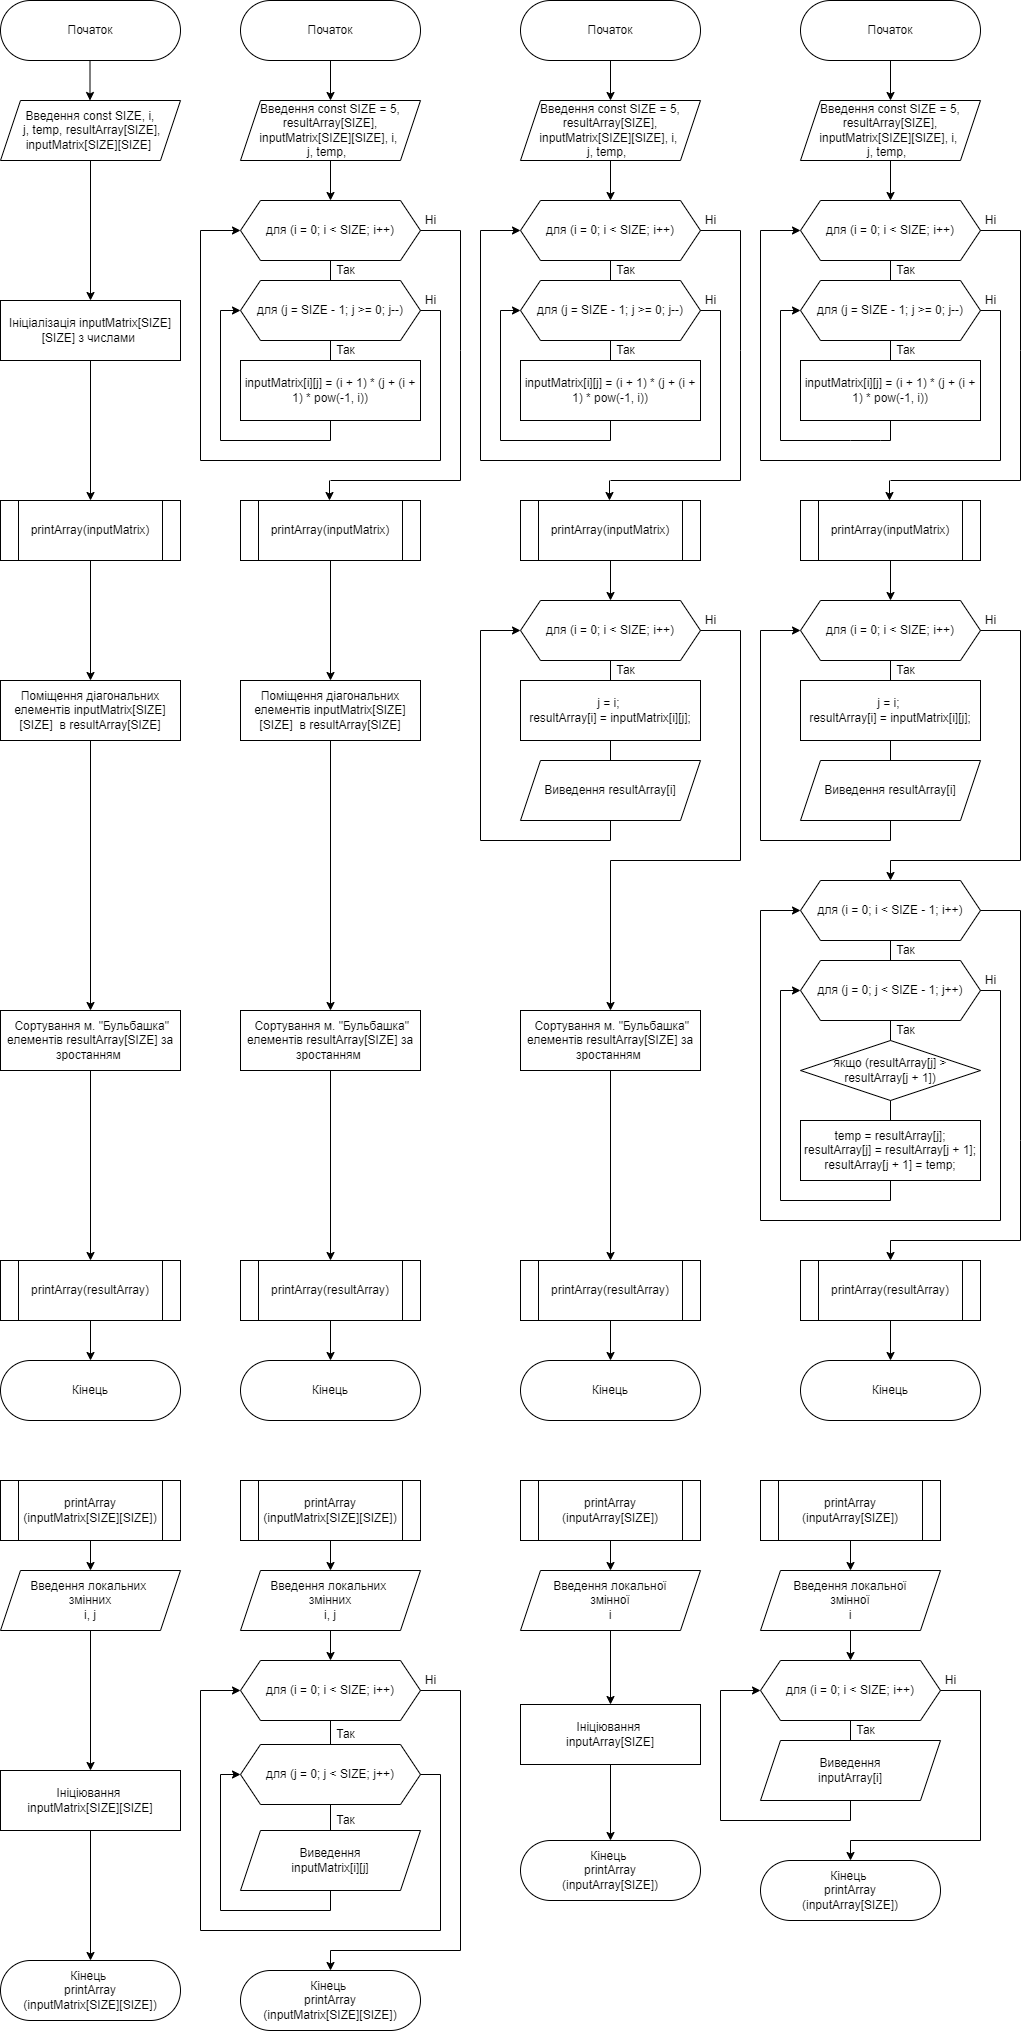 Початок
Введення const SIZE, i,
j, temp, resultArray[SIZE],
inputMatrix[SIZE][SIZE]
Ініціалізація inputMatrix[SIZE]
[SIZE] з числами
printArray(inputMatrix)
Поміщення діагональних
елементів inputMatrix[SIZE]
[SIZE] в resultArray[SIZE]
Сортування м. "Бульбашка"
елементів resultArray[SIZE] за
зростанням
printArray(resultArray)
Кінець
Початок
Введення const SIZE = 5,
resultArray[SIZE],
inputMatrix[SIZE][SIZE], i,
j, temp,
для (i = 0; i < SIZE; i++)
Ні
Так
для (j = SIZE - 1; j >= 0; j--)
Ні
Так
inputMatrix[i][j] = (i + 1) * (j + (i +
1) * pow(-1, i))
printArray(inputMatrix)
Поміщення діагональних
елементів inputMatrix[SIZE]
[SIZE] в resultArray[SIZE]
Сортування м. "Бульбашка"
елементів resultArray[SIZE] за
зростанням
printArray(resultArray)
Кінець
Початок
Введення const SIZE = 5,
resultArray[SIZE],
inputMatrix[SIZE][SIZE], i,
j, temp,
для (i = 0; i < SIZE; i++)
Ні
Так
для (j = SIZE - 1; j >= 0; j--)
Ні
Так
inputMatrix[i][j] = (i + 1) * (j + (i +
1) * pow(-1, i))
printArray(inputMatrix)
для (i = 0; i < SIZE; i++)
Ні
Так
j = i;
resultArray[i] = inputMatrix[i][j];
Виведення resultArray[i]
Сортування м. "Бульбашка"
елементів resultArray[SIZE] за
зростанням
printArray(resultArray)
Кінець
Початок
Введення const SIZE = 5,
resultArray[SIZE],
inputMatrix[SIZE][SIZE], i,
j, temp,
для (i = 0; i < SIZE; i++)
Ні
Так
для (j = SIZE - 1; j >= 0; j--)
Ні
Так
inputMatrix[i][j] = (i + 1) * (j + (i +
1) * pow(-1, i))
printArray(inputMatrix)
для (i = 0; i < SIZE; i++)
Ні
Так
j = i;
resultArray[i] = inputMatrix[i][j];
Виведення resultArray[i]
для (i = 0; i < SIZE - 1; i++)
Так
для (j = 0; j < SIZE - 1; j++)
Ні
Так
якщо (resultArray[j] >
resultArray[j + 1])
temp = resultArray[j];
resultArray[j] = resultArray[j + 1];
resultArray[j + 1] = temp;
printArray(resultArray)
Кінець
printArray
(inputMatrix[SIZE][SIZE])
Введення локальних
змінних
i, j
Ініціювання
inputMatrix[SIZE][SIZE]
Кінець
printArray
(inputMatrix[SIZE][SIZE])
printArray
(inputMatrix[SIZE][SIZE])
Введення локальних
змінних
i, j
для (i = 0; i < SIZE; i++)
Ні
Так
для (j = 0; j < SIZE; j++)
Так
Виведення
inputMatrix[i][j]
Кінець
printArray
(inputMatrix[SIZE][SIZE])
printArray
(inputArray[SIZE])
Введення локальної
змінної
i
Ініціювання
inputArray[SIZE]
Кінець
printArray
(inputArray[SIZE])
printArray
(inputArray[SIZE])
Введення локальної
змінної
i
для (i = 0; i < SIZE; i++)
Ні
Так
Виведення
inputArray[i]
Кінець
printArray
(inputArray[SIZE])